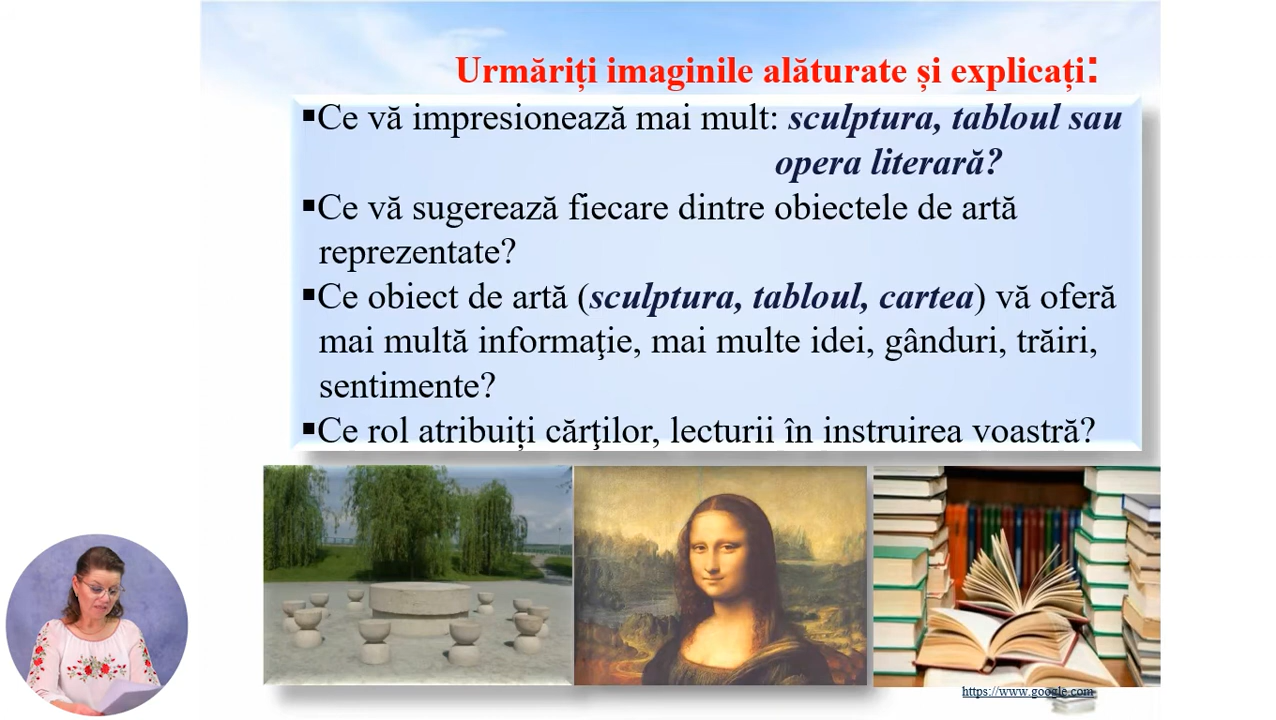 Urmăriți imaginile alăturate și explicați:
▪Ce vă impresionează mai mult: sculptura, tabloul sau
opera literară?
▪Ce vă sugerează fiecare dintre obiectele de artă
reprezentate?
▪Ce obiect de artă (sculptura, tabloul, cartea) vă oferă
mai multă informaţie, mai multe idei, gânduri, trăiri,
sentimente?
▪Ce rol atribuiți cărţilor, lecturii în instruirea voastră?
https://www.google.com